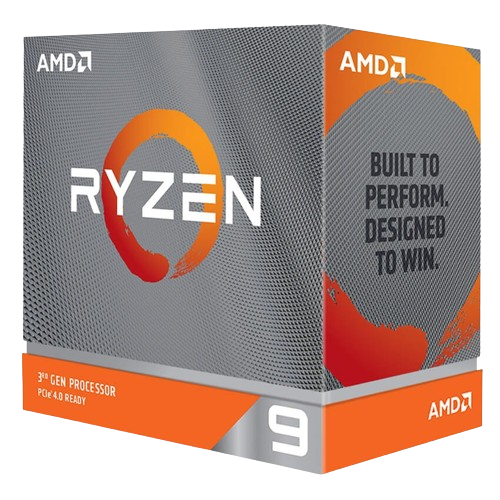 AMD
RYZEN
3RD GEN PROCESSOR
PCIe® 4.0 READY
9
AMD
BUILT TO
PERFORM.
DESIGNED
TO WIN.
AMD